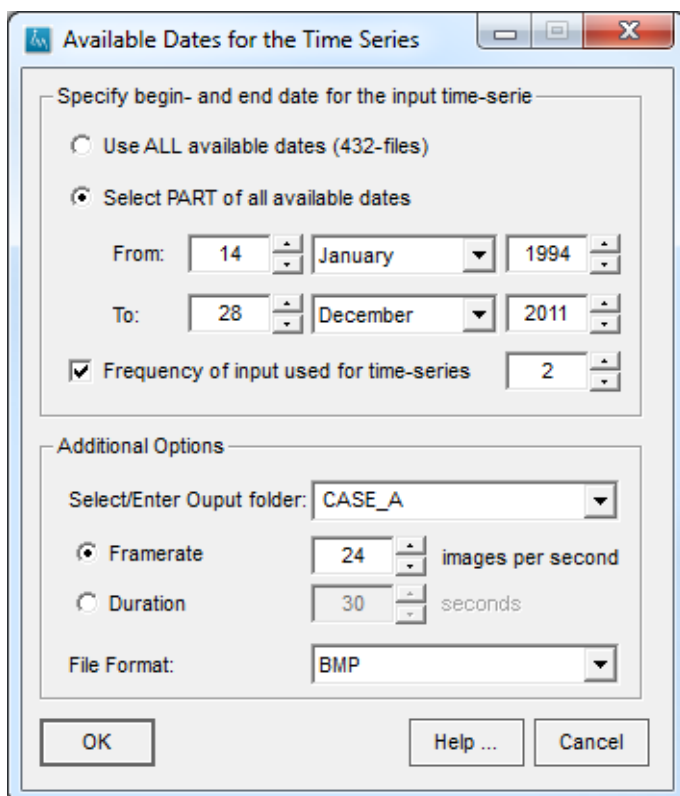 Available Dates for the Time Series
Specify begin- and end date for the input time-serie
Use ALL available dates (432-files)
Select PART of all available dates
From: 14 January 1994
To: 28 December 2011
Frequency of input used for time-series 2
Additional Options
Select/Enter Ouput folder: CASE_A
Framerate 24 images per second
Duration 30 seconds
File Format: BMP
OK Help ... Cancel